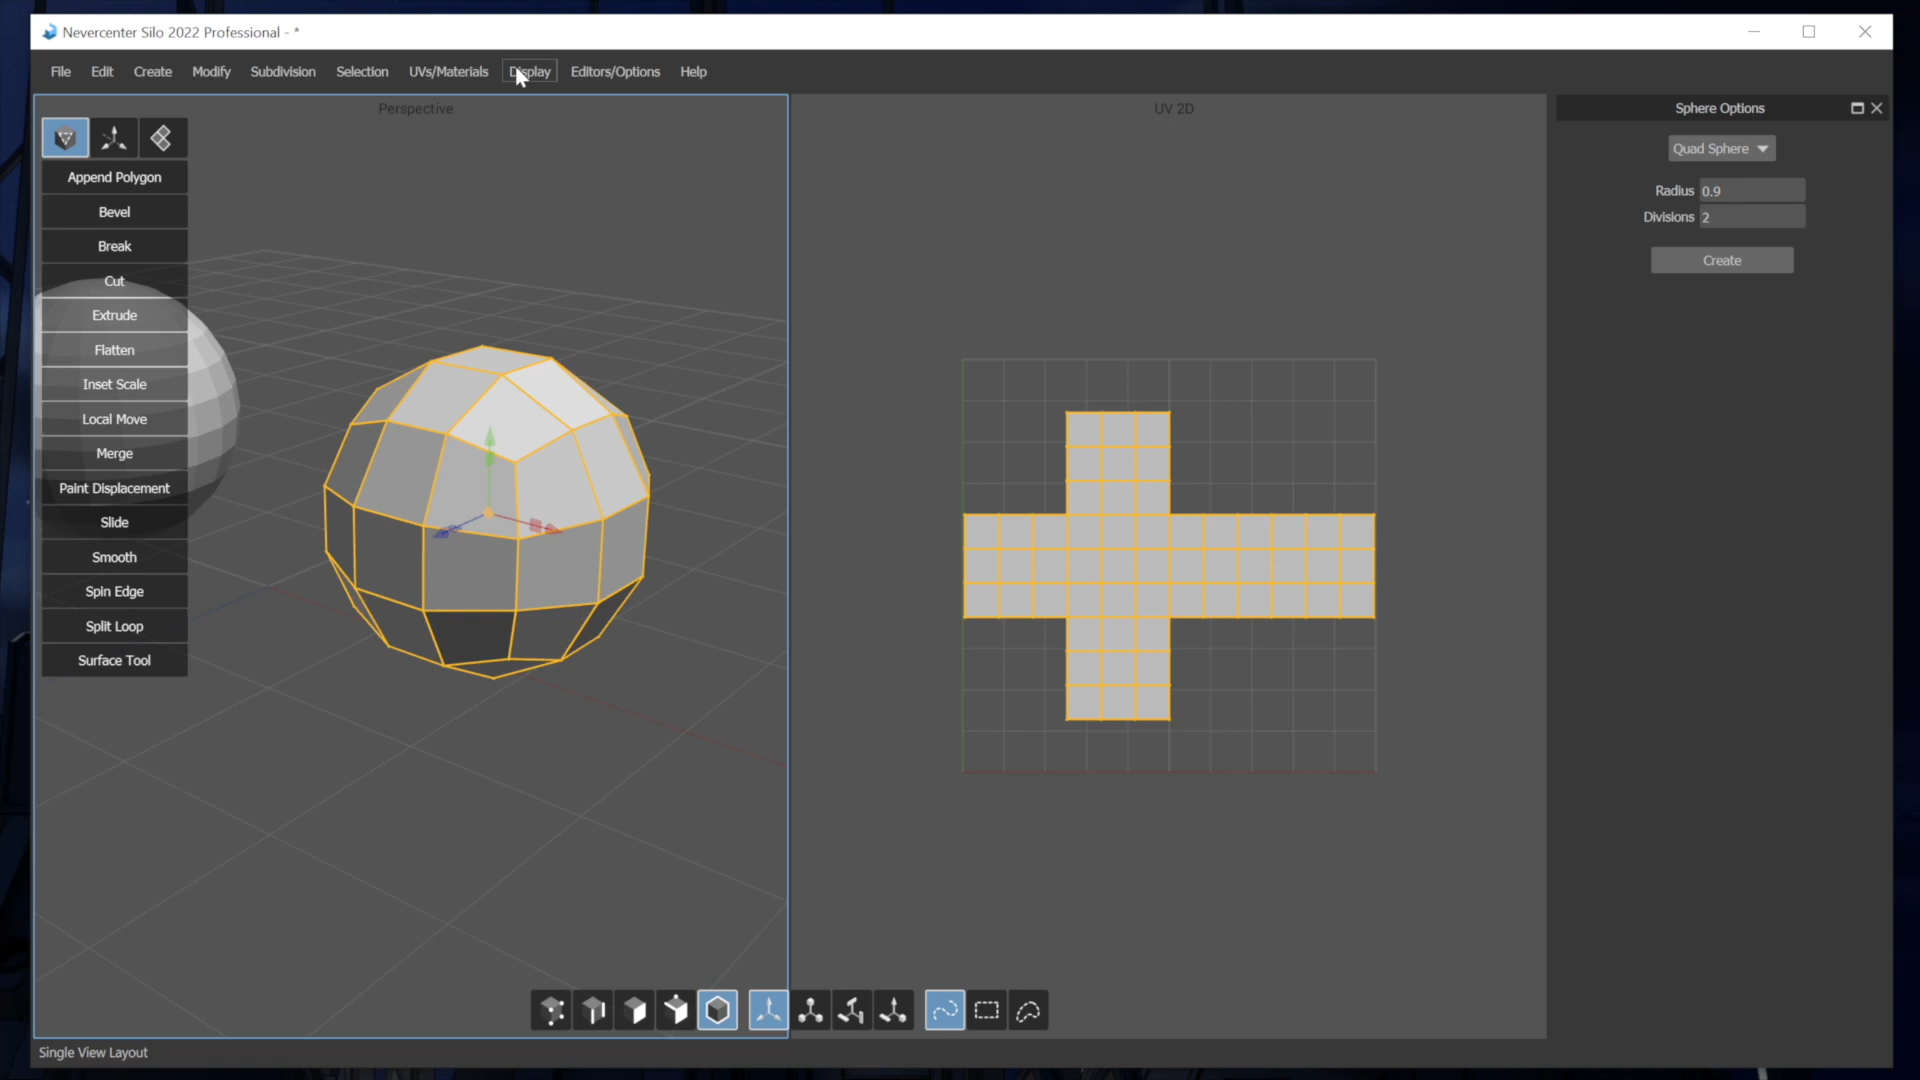 Nevercenter Silo 2022 Professional - *
File Edit Create Modify Subdivision Selection UVs/Materials Display Editors/Options Help
Perspective
UV 2D
Sphere Options
Append Polygon
Bevel
Break
Cut
Extrude
Flatten
Inset Scale
Local Move
Merge
Paint Displacement
Slide
Smooth
Spin Edge
Split Loop
Surface Tool
Quad Sphere
Radius 0.9
Divisions 2
Create
Single View Layout